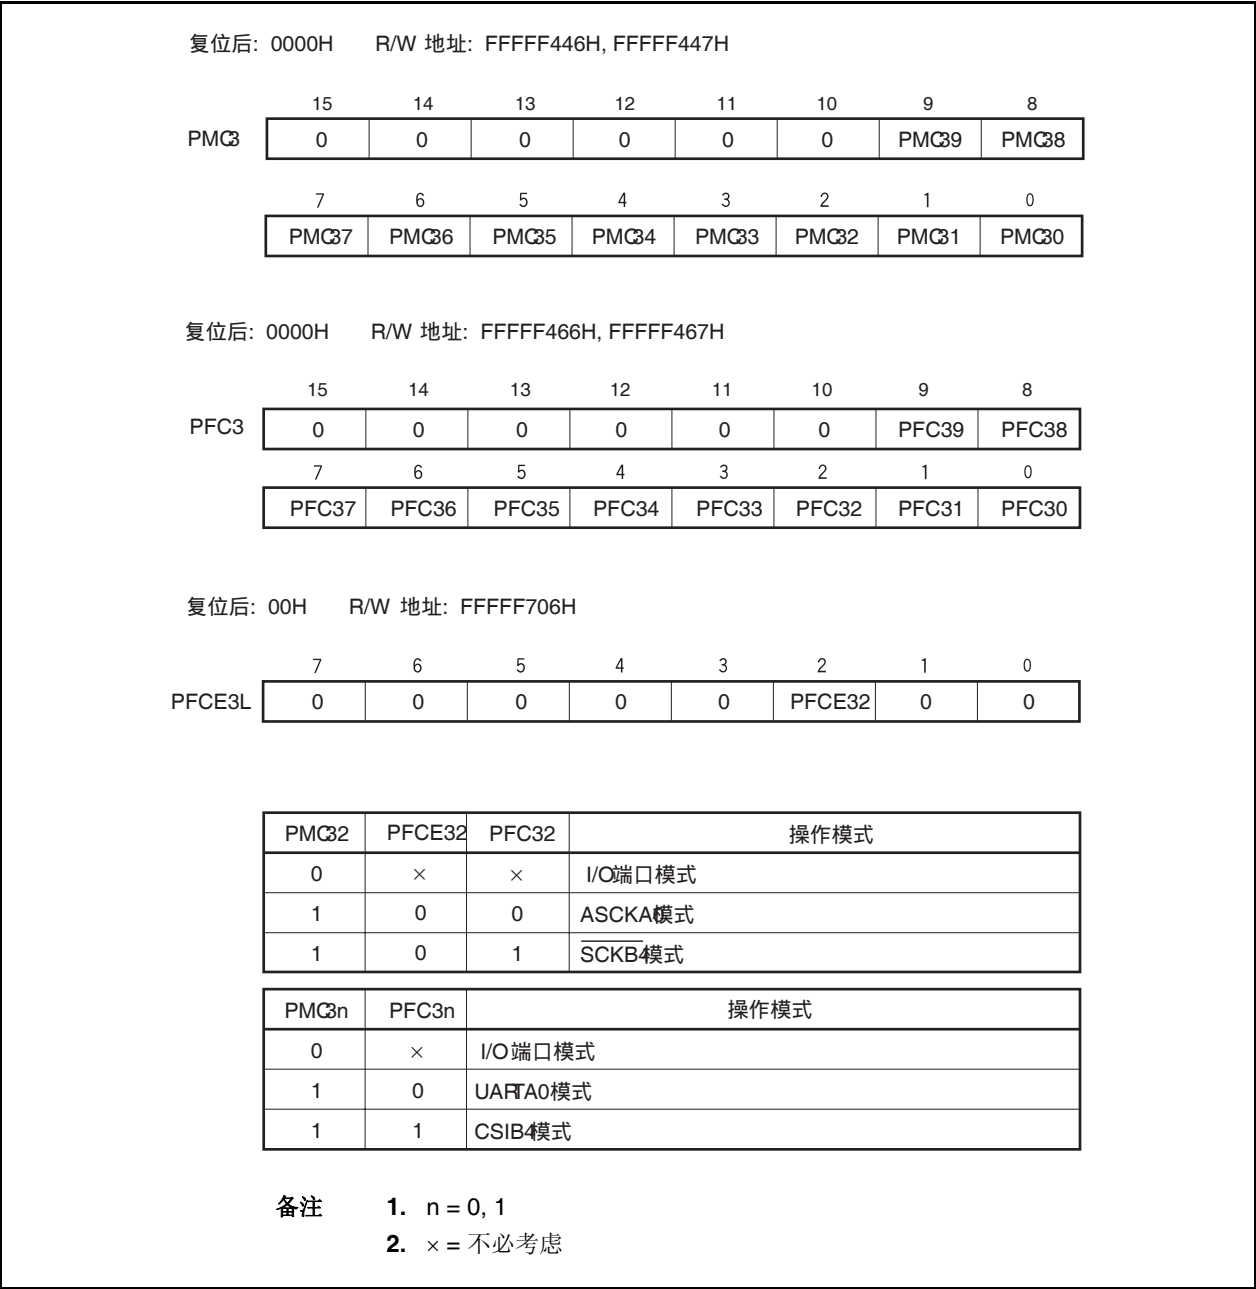 复位后: 0000H R/W 地址: FFFFF446H, FFFFF447H
15 14 13 12 11 10 9 8
PMC3 0 0 0 0 0 0 PMC39 PMC38
7 6 5 4 3 2 1 0
PMC37 PMC36 PMC35 PMC34 PMC33 PMC32 PMC31 PMC30
复位后: 0000H R/W 地址: FFFFF466H, FFFFF467H
15 14 13 12 11 10 9 8
PFC3 0 0 0 0 0 0 PFC39 PFC38
7 6 5 4 3 2 1 0
PFC37 PFC36 PFC35 PFC34 PFC33 PFC32 PFC31 PFC30
复位后: 00H R/W 地址: FFFFF706H
7 6 5 4 3 2 1 0
PFCE3L 0 0 0 0 0 PFCE32 0 0
PMC32 PFCE32 PFC32 操作模式
0 × × I/O端口模式
1 0 0 ASCKA0模式
1 0 1 SCKB4模式
PMC3n PFC3n 操作模式
0 × I/O端口模式
1 0 UARTA0模式
1 1 CSIB4模式
备注 1. n = 0, 1
2. × = 不必考虑